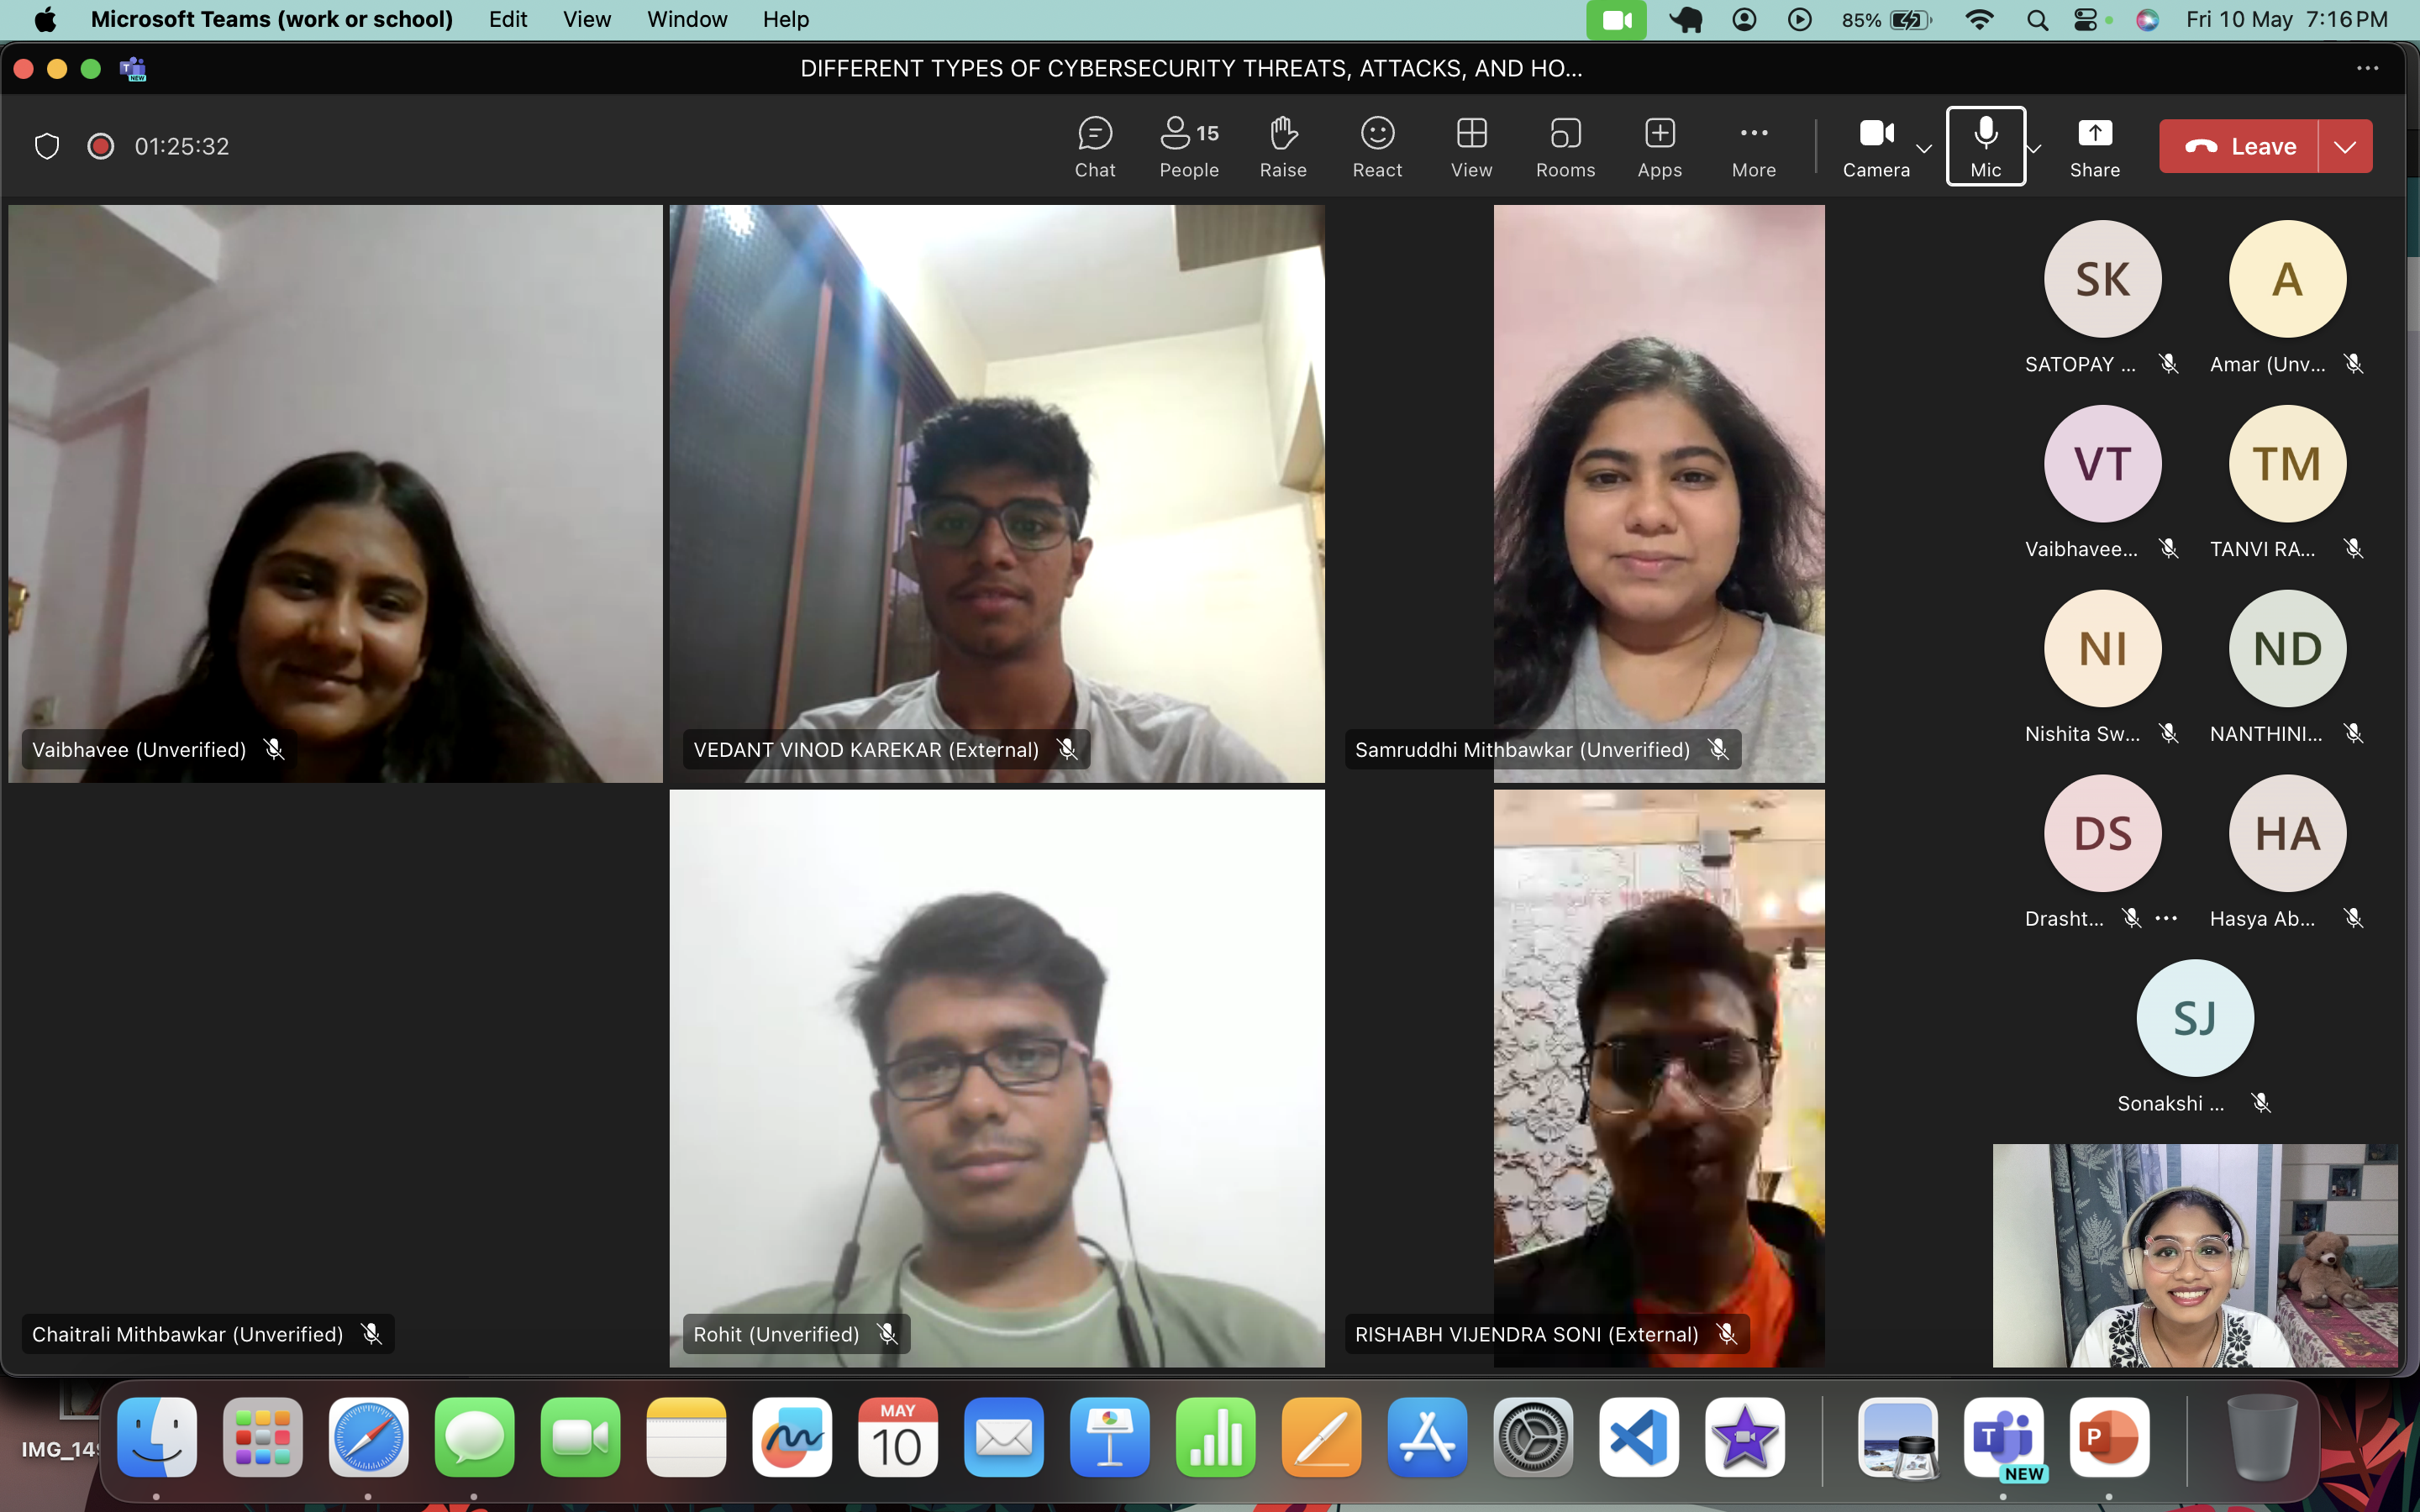 Microsoft Teams (work or school) Edit View Window Help 85% Fri 10 May 7:16 PM
DIFFERENT TYPES OF CYBERSECURITY THREATS, ATTACKS, AND HO...
01:25:32
15
Chat People Raise React View Rooms Apps More Camera Mic Share Leave
SK A
SATOPAY ... Amar (Unv...
VT TM
Vaibhavee... TANVI RA...
NI ND
Nishita Sw... NANTHINI...
Vaibhavee (Unverified) VEDANT VINOD KAREKAR (External) Samruddhi Mithbawkar (Unverified)
DS HA
Drasht... Hasya Ab...
SJ
Sonakshi ...
Chaitrali Mithbawkar (Unverified) Rohit (Unverified) RISHABH VIJENDRA SONI (External)
MAY
10
IMG_149
T
P
NEW